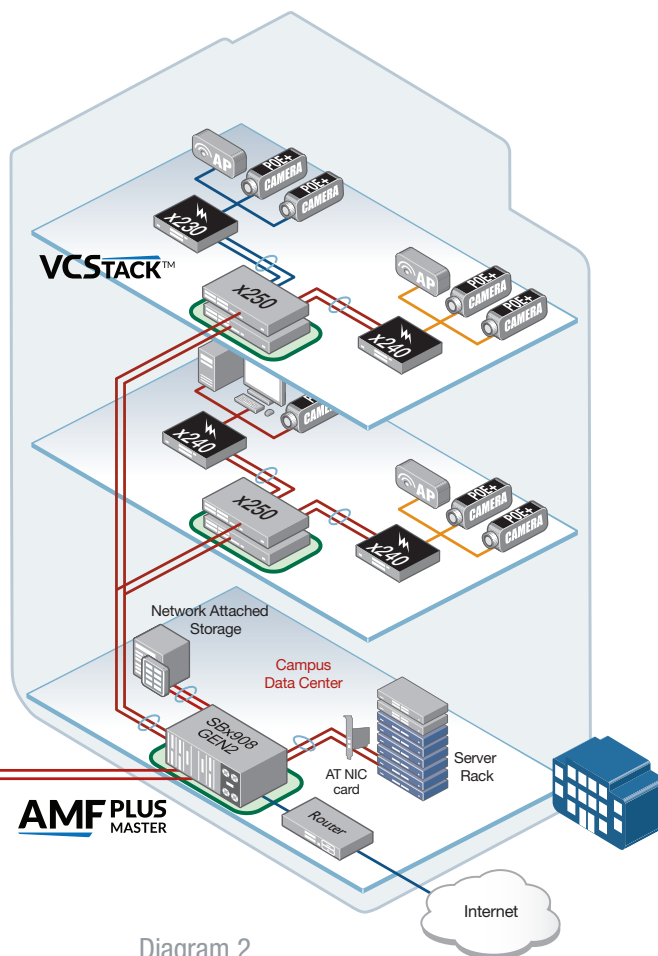 AP
POE+
CAMERA
POE+
CAMERA
x230
VCSTACK™
x250
AP
POE+
CAMERA
POE+
CAMERA
x240
CAMERA
x240
x250
AP
POE+
CAMERA
POE+
CAMERA
x240
Network Attached
Storage
Campus
Data Center
SBx908
GEN2
AT NIC
card
Server
Rack
AMF PLUS
MASTER
Router
Internet
Diagram 2